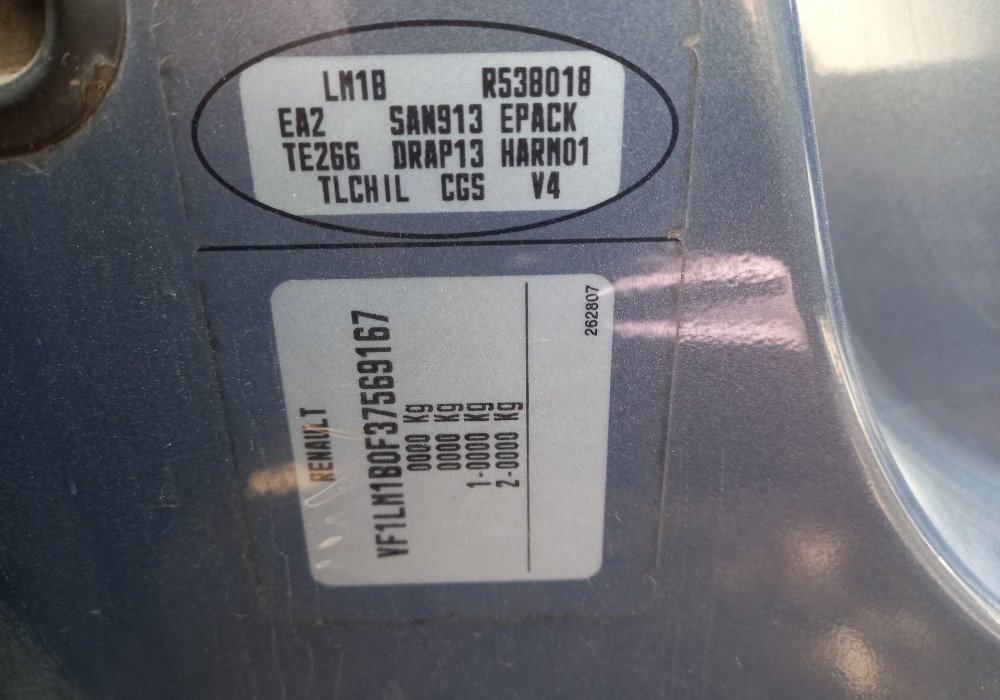 LM1B R538018
EA2 SAN913 EPACK
TE266 DRAP13 HARM01
TLCHIL CGS V4
RENAULT
VF1LM1B0F37569167
0000 Kg
0000 Kg
1-0000 Kg
2-0000 Kg
262807